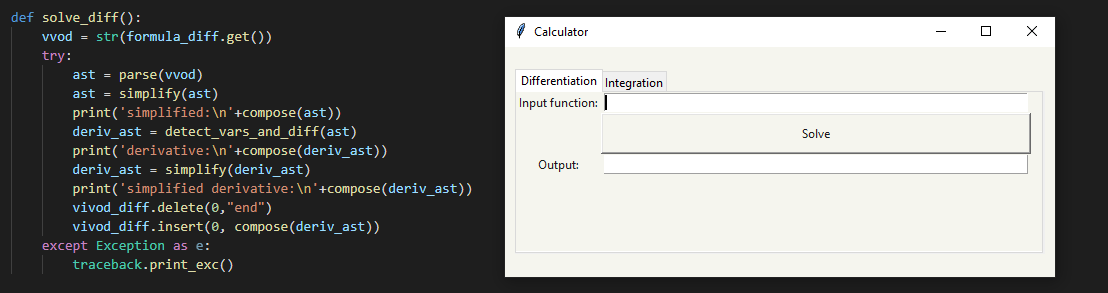 def solve_diff():
    vvod = str(formula_diff.get())
    try:
        ast = parse(vvod)
        ast = simplify(ast)
        print('simplified:\n'+compose(ast))
        deriv_ast = detect_vars_and_diff(ast)
        print('derivative:\n'+compose(deriv_ast))
        deriv_ast = simplify(deriv_ast)
        print('simplified derivative:\n'+compose(deriv_ast))
        vivod_diff.delete(0,"end")
        vivod_diff.insert(0, compose(deriv_ast))
    except Exception as e:
        traceback.print_exc()
Calculator
Differentiation Integration
Input function:
Solve
Output: